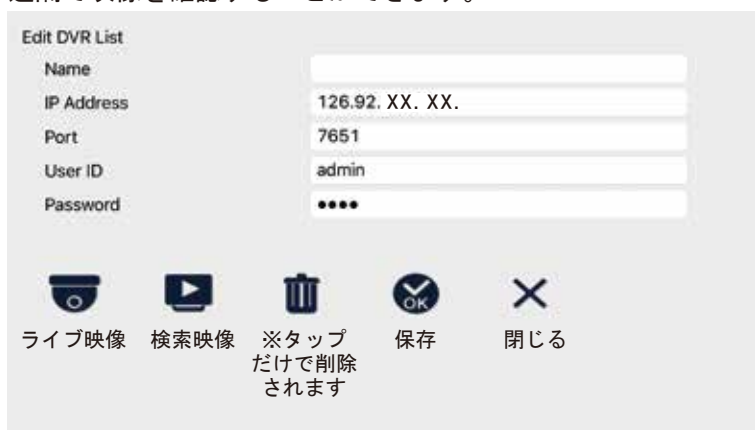 Edit DVR List
Name
IP Address 126.92. XX. XX.
Port 7651
User ID admin
Password ••••
OK
ライブ映像 検索映像 ※タップ 保存 閉じる
だけで削除
されます